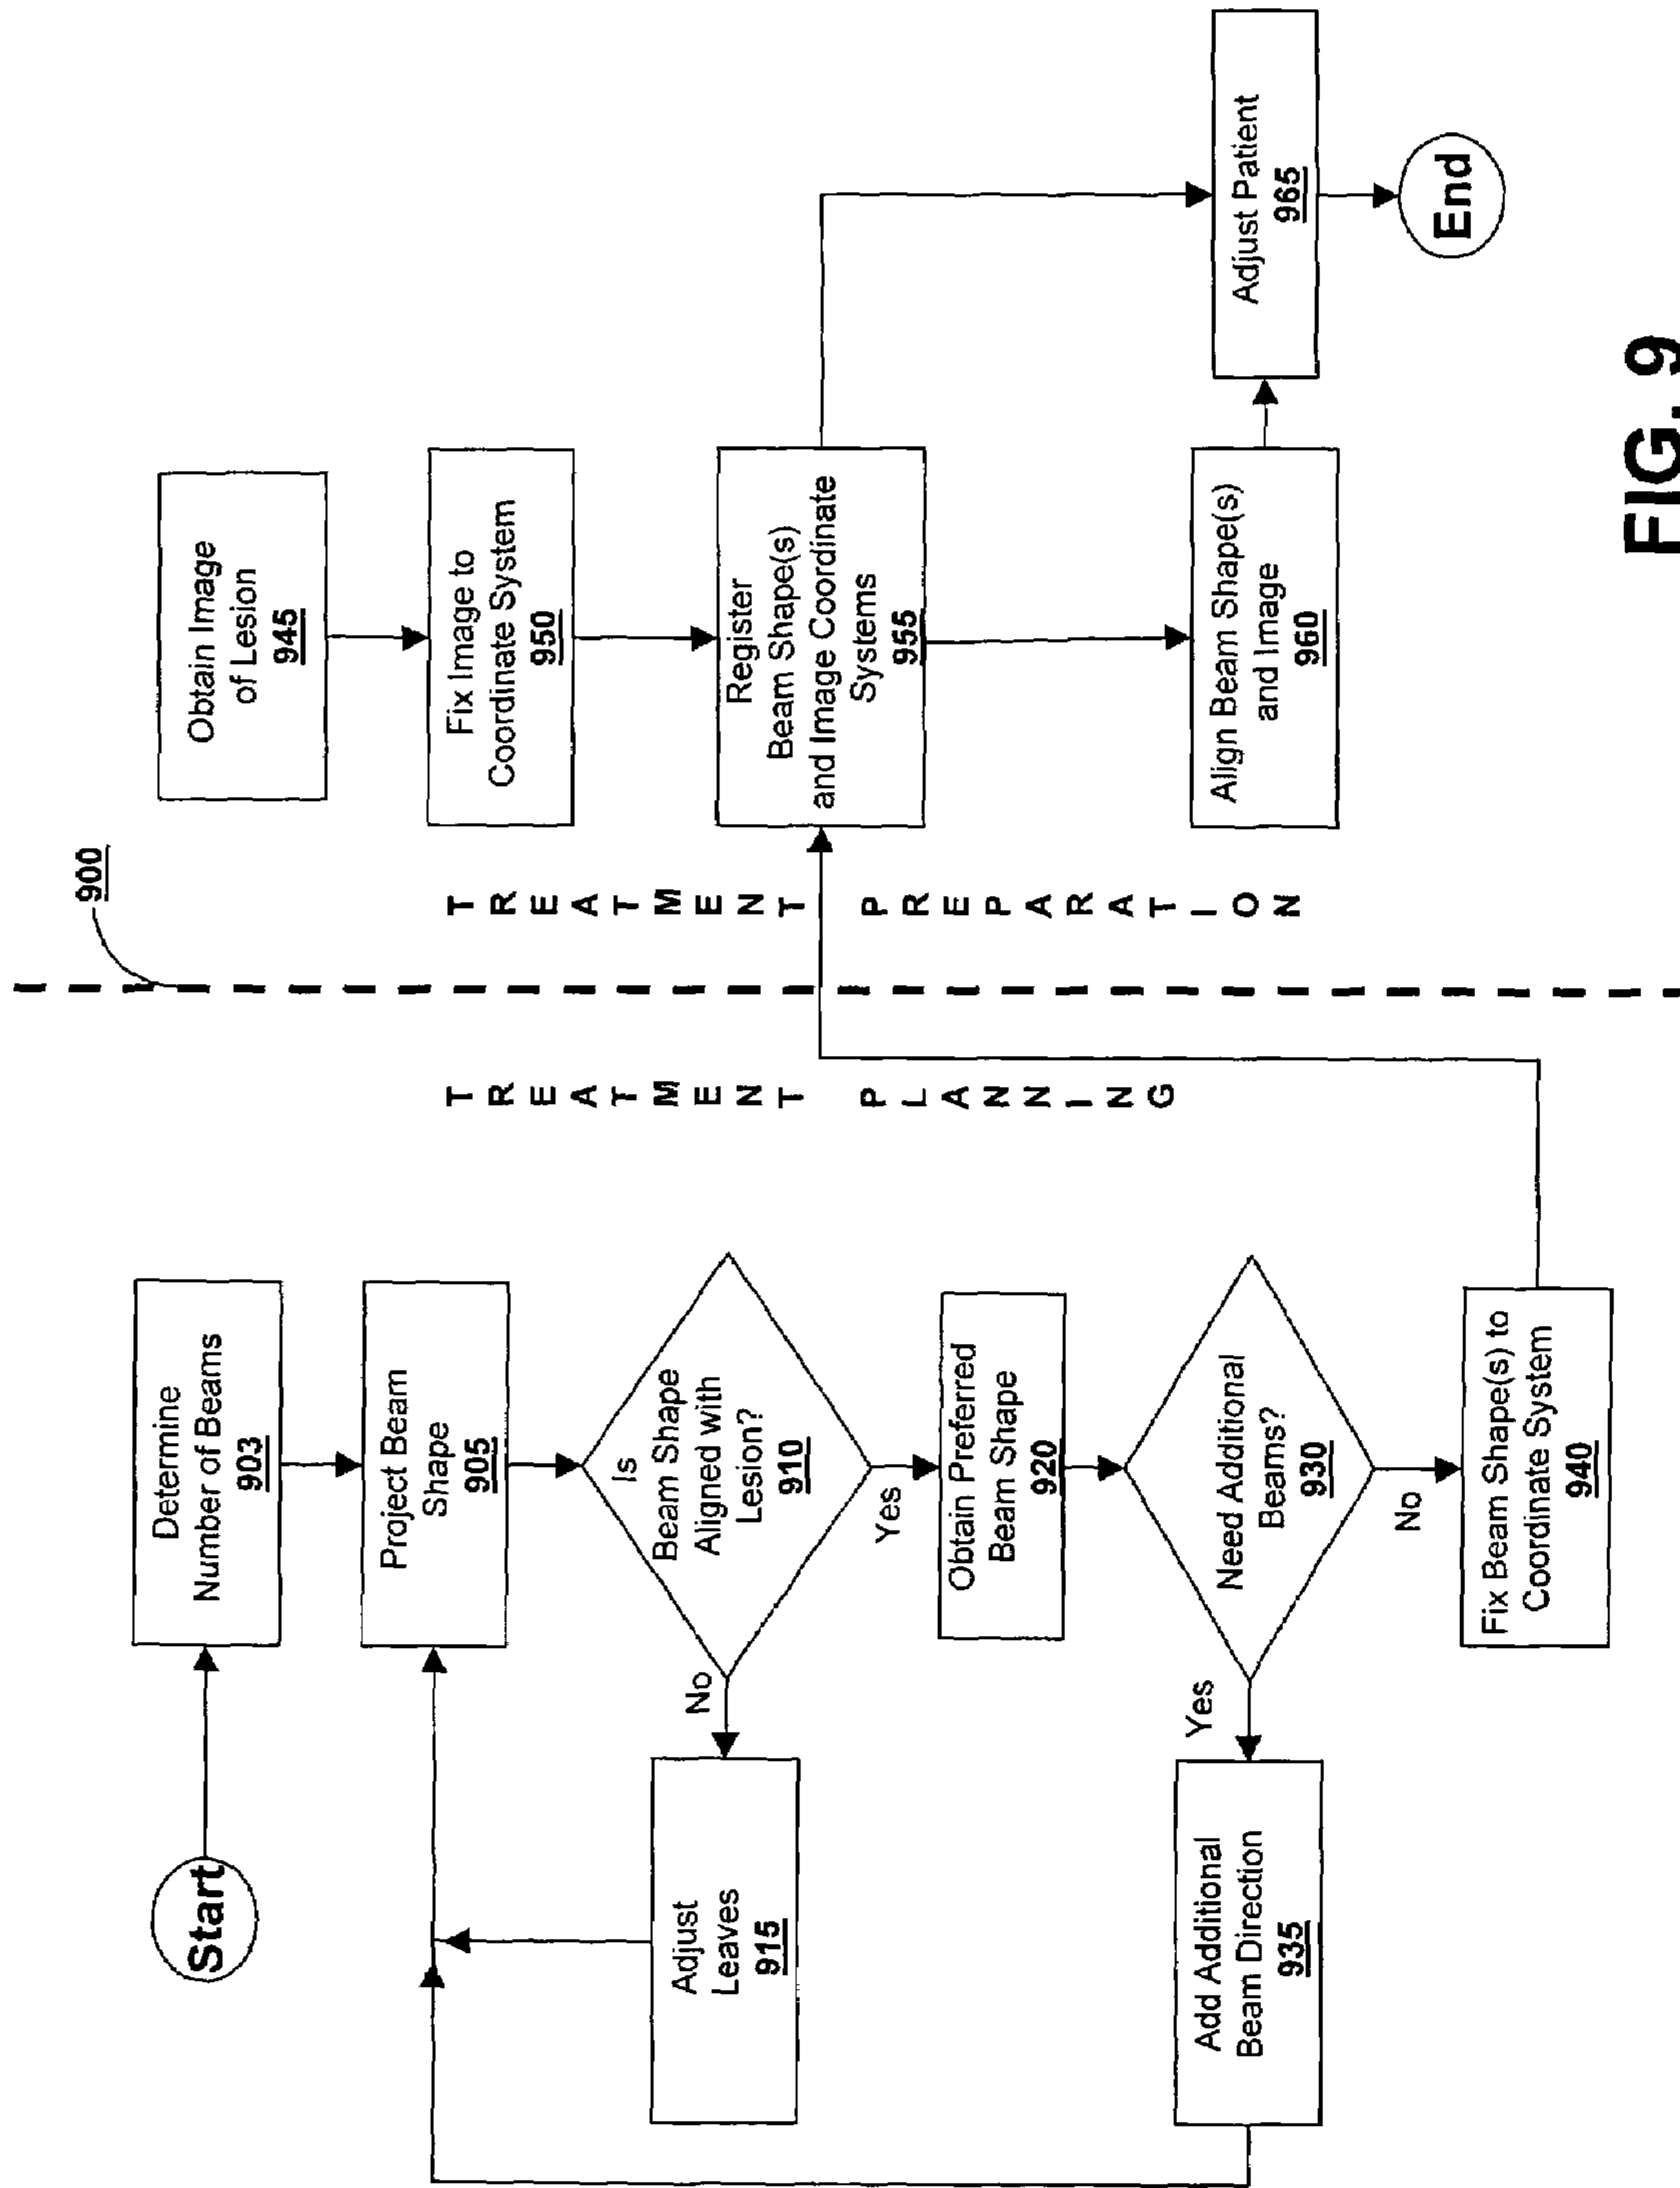 900
Start
Determine
Number of Beams
903
Project Beam
Shape
905
Is
Beam Shape
Aligned with
Lesion?
910
No
Yes
Adjust
Leaves
915
Obtain Preferred
Beam Shape
920
Need Additional
Beams?
930
Yes
No
Add Additional
Beam Direction
935
Fix Beam Shape(s) to
Coordinate System
940
TREATMENT PLANNING
TREATMENT PREPARATION
Obtain Image
of Lesion
945
Fix Image to
Coordinate System
950
Register
Beam Shape(s)
and Image Coordinate
Systems
955
Align Beam Shape(s)
and Image
960
Adjust Patient
965
End
FIG. 9